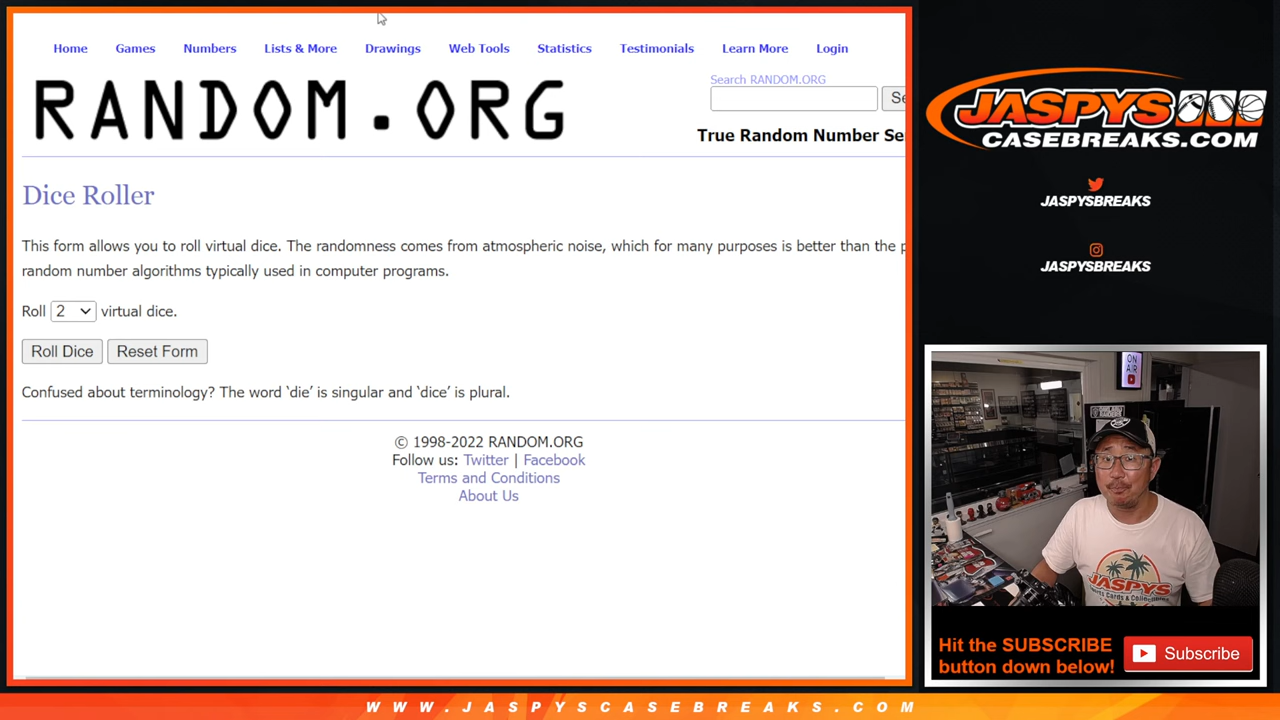 Home Games Numbers Lists & More Drawings Web Tools Statistics Testimonials Learn More Login
RANDOM.ORG
Search RANDOM.ORG
Se
True Random Number Se
Dice Roller
This form allows you to roll virtual dice. The randomness comes from atmospheric noise, which for many purposes is better than the p
random number algorithms typically used in computer programs.
Roll 2 virtual dice.
Roll Dice Reset Form
Confused about terminology? The word ‘die’ is singular and ‘dice’ is plural.
© 1998-2022 RANDOM.ORG
Follow us: Twitter | Facebook
Terms and Conditions
About Us
JASPYS
CASEBREAKS.COM
JASPYSBREAKS
JASPYSBREAKS
ON
AIR
JASPYS
Hit the SUBSCRIBE
button down below!
Subscribe
WWW.JASPYSCASEBREAKS.COM